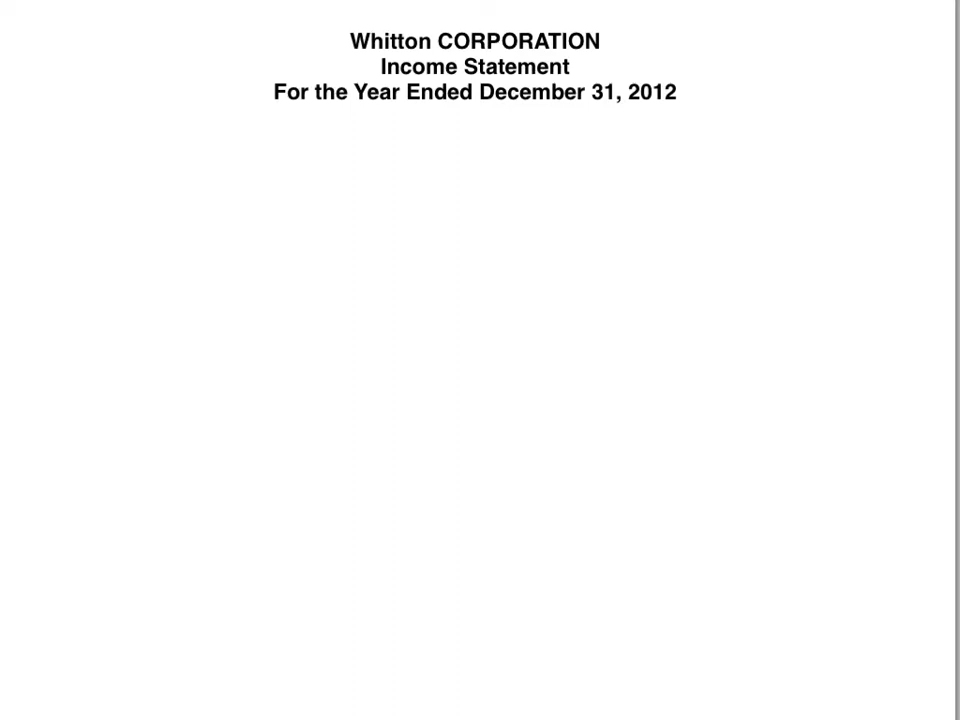 Whitton CORPORATION
Income Statement
For the Year Ended December 31, 2012